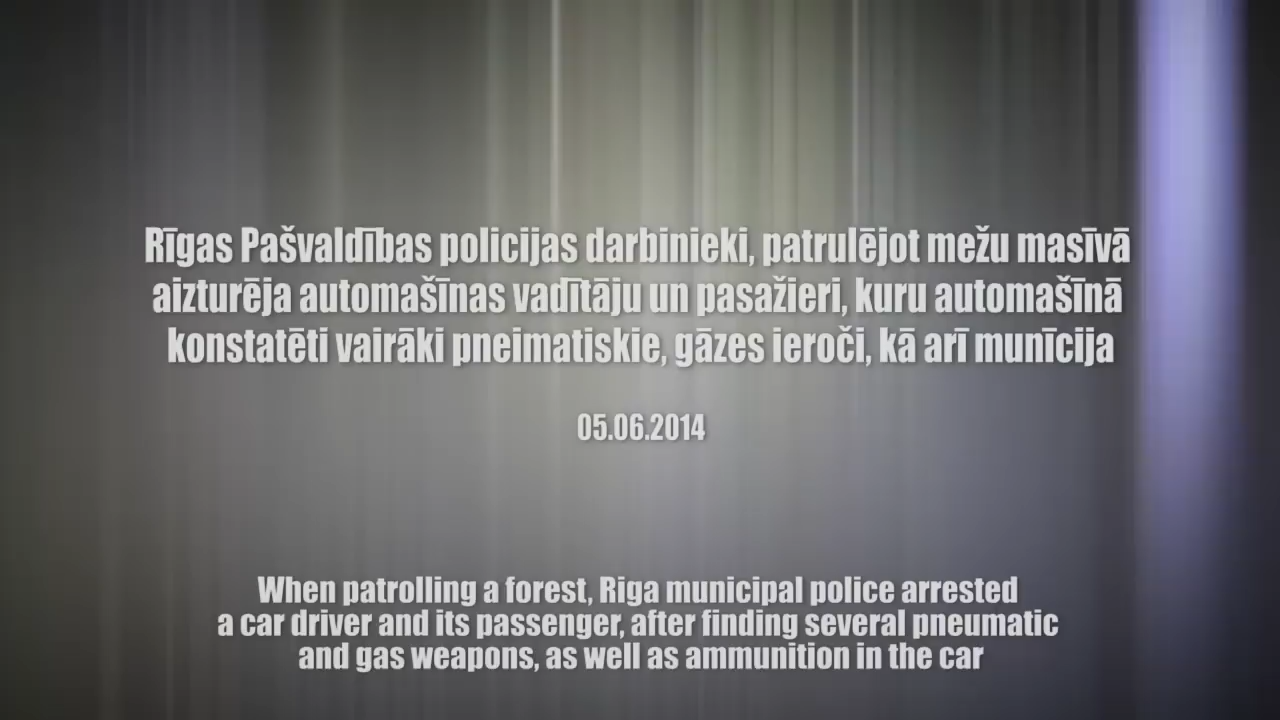 Rīgas Pašvaldības policijas darbinieki, patrulējot mežu masīvā
aizturēja automašīnas vadītāju un pasažieri, kuru automašīnā
konstatēti vairāki pneimatiskie, gāzes ieroči, kā arī munīcija
05.06.2014
When patrolling a forest, Riga municipal police arrested
a car driver and its passenger, after finding several pneumatic
and gas weapons, as well as ammunition in the car